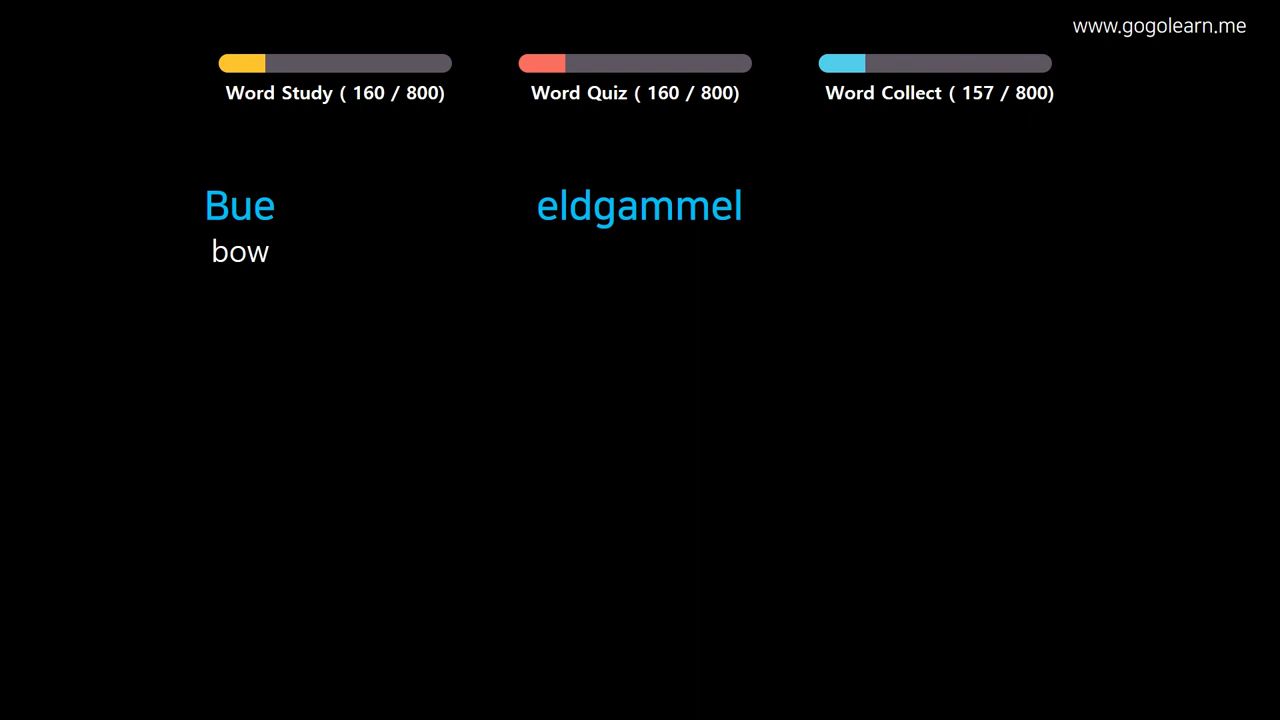 www.gogolearn.me
Word Study ( 160 / 800)
Word Quiz ( 160 / 800)
Word Collect ( 157 / 800)
Bue
eldgammel
bow